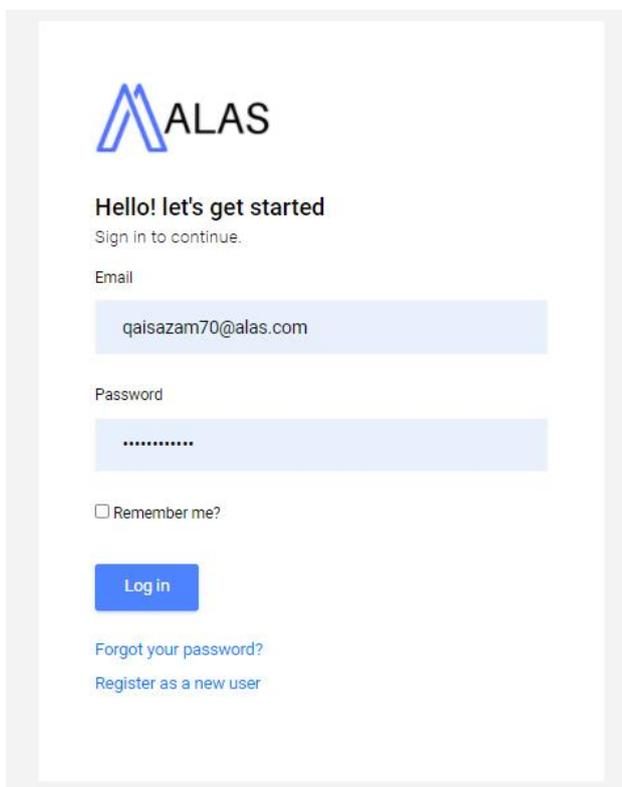 ALAS
Hello! let's get started
Sign in to continue.
Email
qaisazam70@alas.com
Password
••••••••••••
Remember me?
Log in
Forgot your password?
Register as a new user